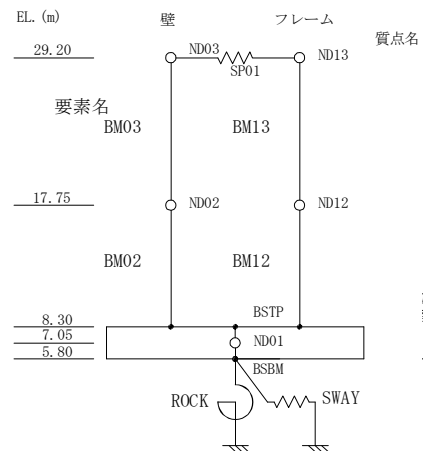 EL. (m) 壁 フレーム
質点名
29.20 ND03 ND13
SP01
要素名
BM03 BM13
17.75 ND02 ND12
BM02 BM12
8.30 BSTP
7.05 ND01
5.80
BSBM
ROCK SWAY